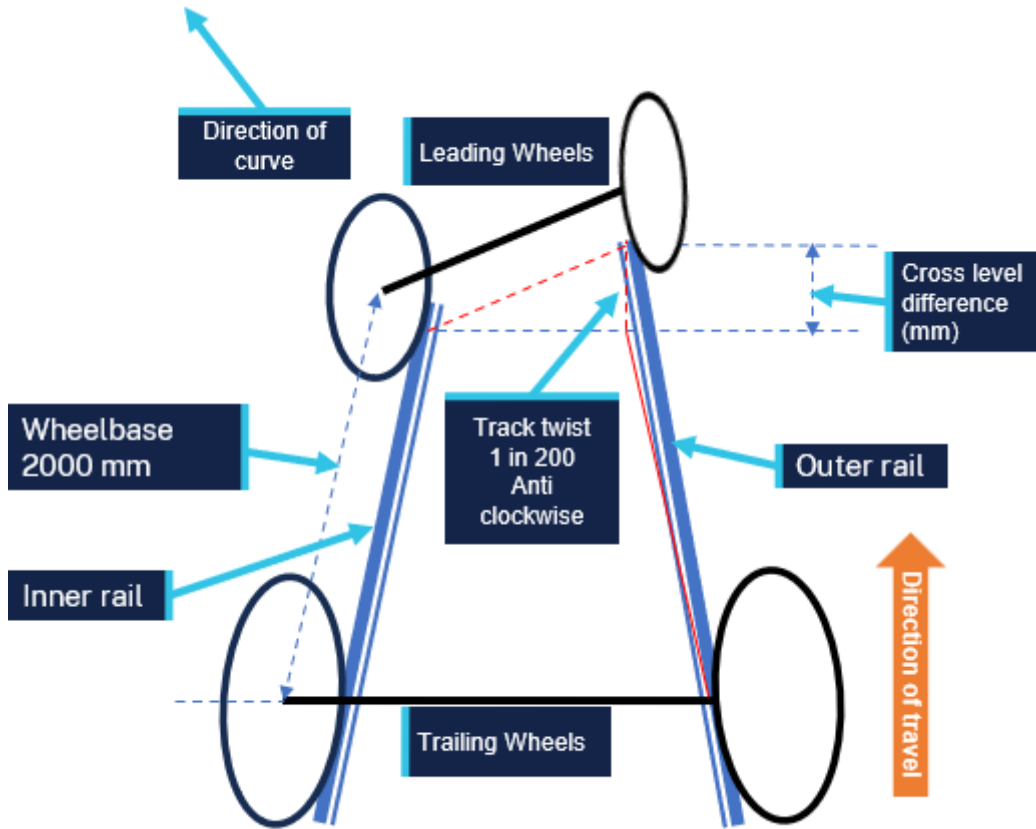 Direction of
curve
Leading Wheels
Cross level
difference
(mm)
Wheelbase
2000 mm
Track twist
1 in 200
Anti
clockwise
Outer rail
Inner rail
Direction of travel
Trailing Wheels